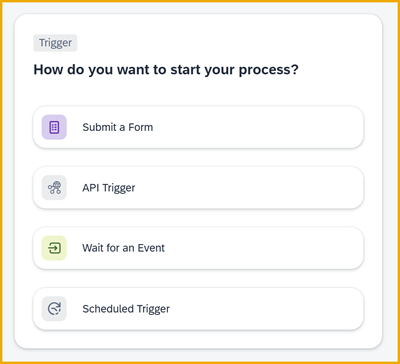 Trigger
How do you want to start your process?
Submit a Form
API Trigger
Wait for an Event
Scheduled Trigger